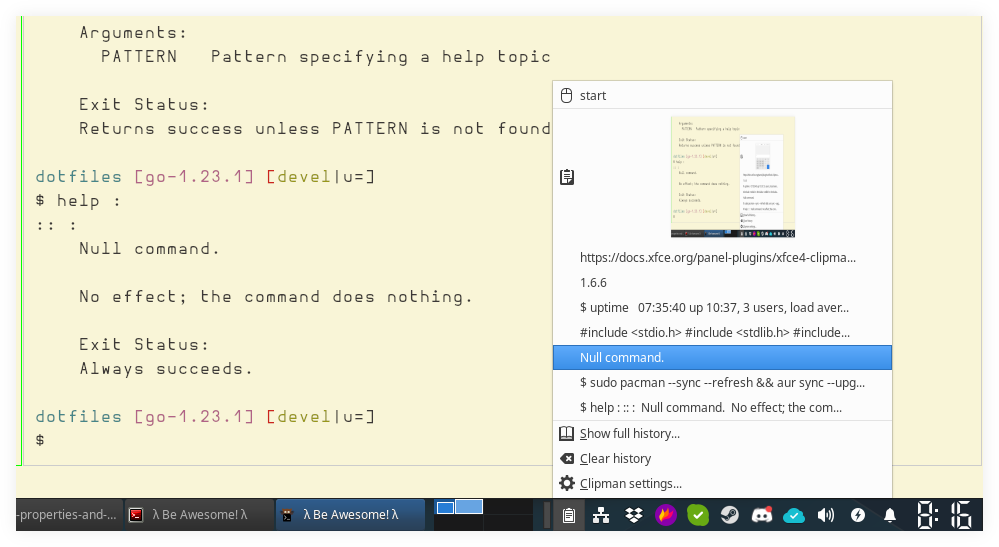 Arguments:
PATTERN   Pattern specifying a help topic
Exit Status:
Returns success unless PATTERN is not found
dotfiles [go-1.23.1] [devel|u=]
$ help :
:: :
Null command.
No effect; the command does nothing.
Exit Status:
Always succeeds.
dotfiles [go-1.23.1] [devel|u=]
$
start
https://docs.xfce.org/panel-plugins/xfce4-clipma...
1.6.6
$ uptime   07:35:40 up 10:37, 3 users, load aver...
#include <stdio.h> #include <stdlib.h> #include...
Null command.
$ sudo pacman --sync --refresh && aur sync --upg...
$ help : :: :  Null command.  No effect; the com...
Show full history...
Clear history
Clipman settings...
-properties-and-...
λ Be Awesome! λ
λ Be Awesome! λ
8:16